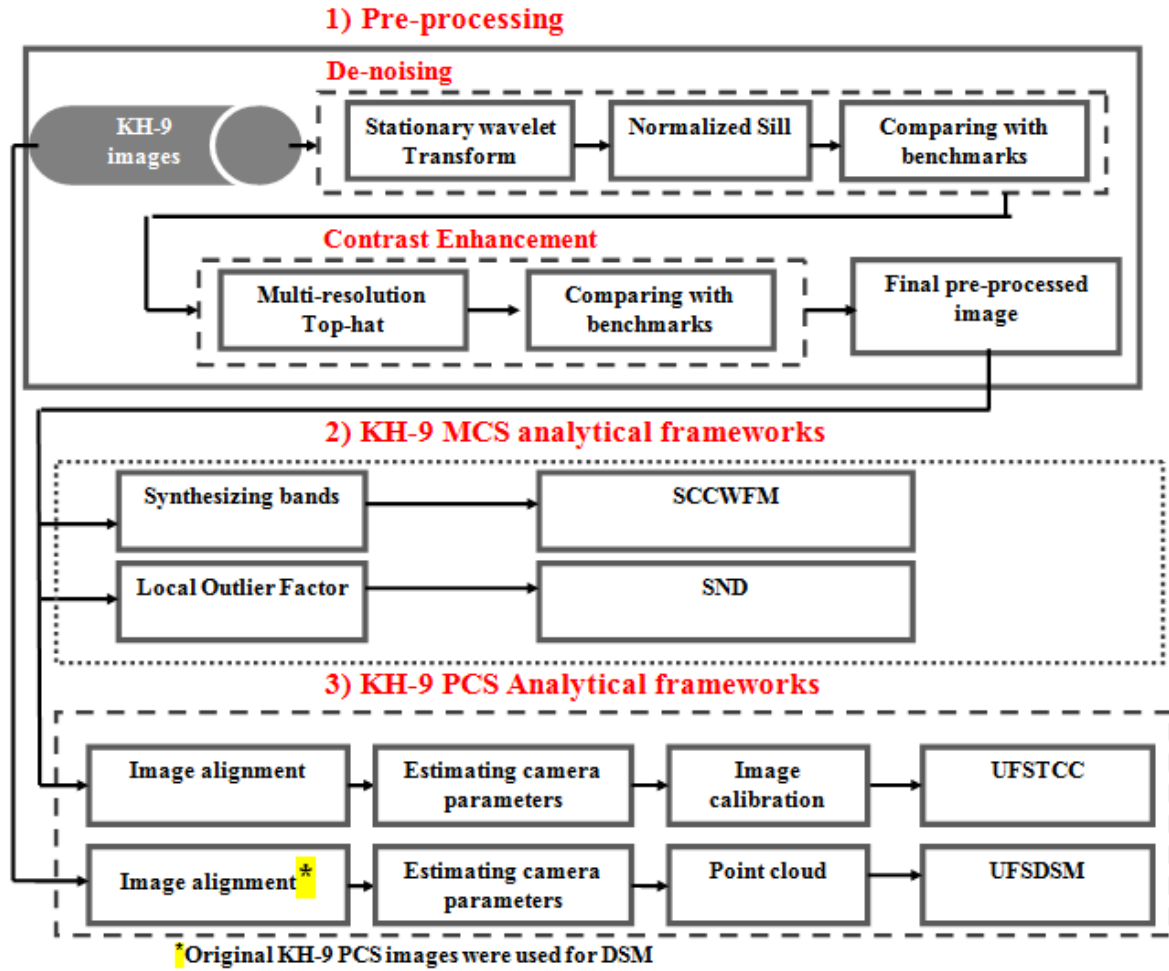 1) Pre-processing
De-noising
KH-9
images
Stationary wavelet
Transform
Normalized Sill
Comparing with
benchmarks
Contrast Enhancement
Multi-resolution
Top-hat
Comparing with
benchmarks
Final pre-processed
image
2) KH-9 MCS analytical frameworks
Synthesizing bands
SCCWFM
Local Outlier Factor
SND
3) KH-9 PCS Analytical frameworks
Image alignment
Estimating camera
parameters
Image
calibration
UFSTCC
Image alignment*
Estimating camera
parameters
Point cloud
UFSDSM
*Original KH-9 PCS images were used for DSM